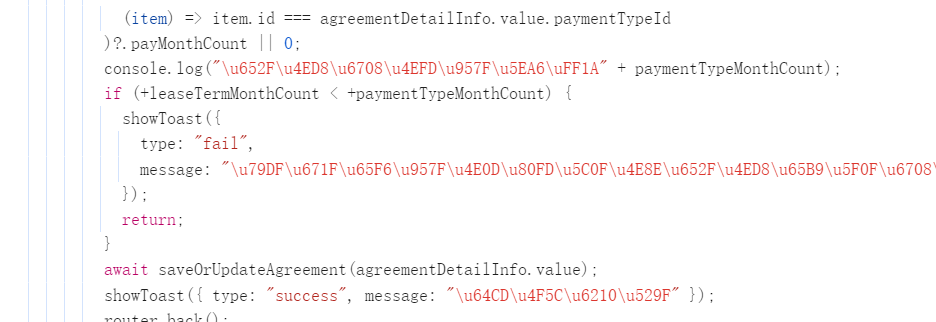 (item) => item.id === agreementDetailInfo.value.paymentTypeId
)?.payMonthCount || 0;
console.log("\u652F\u4ED8\u6708\u4EFD\u957F\u5EA6\uFF1A" + paymentTypeMonthCount);
if (+leaseTermMonthCount < +paymentTypeMonthCount) {
showToast({
type: "fail",
message: "\u79DF\u671F\u65F6\u957F\u4E0D\u80FD\u5C0F\u4E8E\u652F\u4ED8\u65B9\u5F0F\u6708\
});
return;
}
await saveOrUpdateAgreement(agreementDetailInfo.value);
showToast({ type: "success", message: "\u64CD\u4F5C\u6210\u529F" });
router.back();